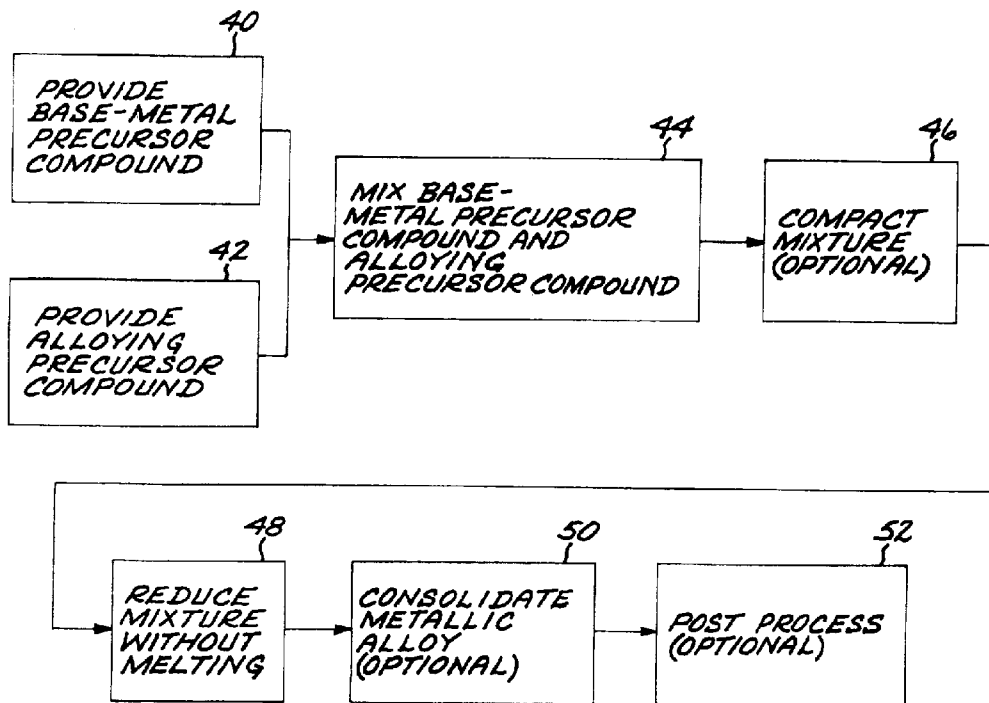 40
PROVIDE
BASE-METAL
PRECURSOR
COMPOUND
42
PROVIDE
ALLOYING
PRECURSOR
COMPOUND
44
MIX BASE-
METAL PRECURSOR
COMPOUND AND
ALLOYING
PRECURSOR COMPOUND
46
COMPACT
MIXTURE
(OPTIONAL)
48
REDUCE
MIXTURE
WITHOUT
MELTING
50
CONSOLIDATE
METALLIC
ALLOY
(OPTIONAL)
52
POST PROCESS
(OPTIONAL)